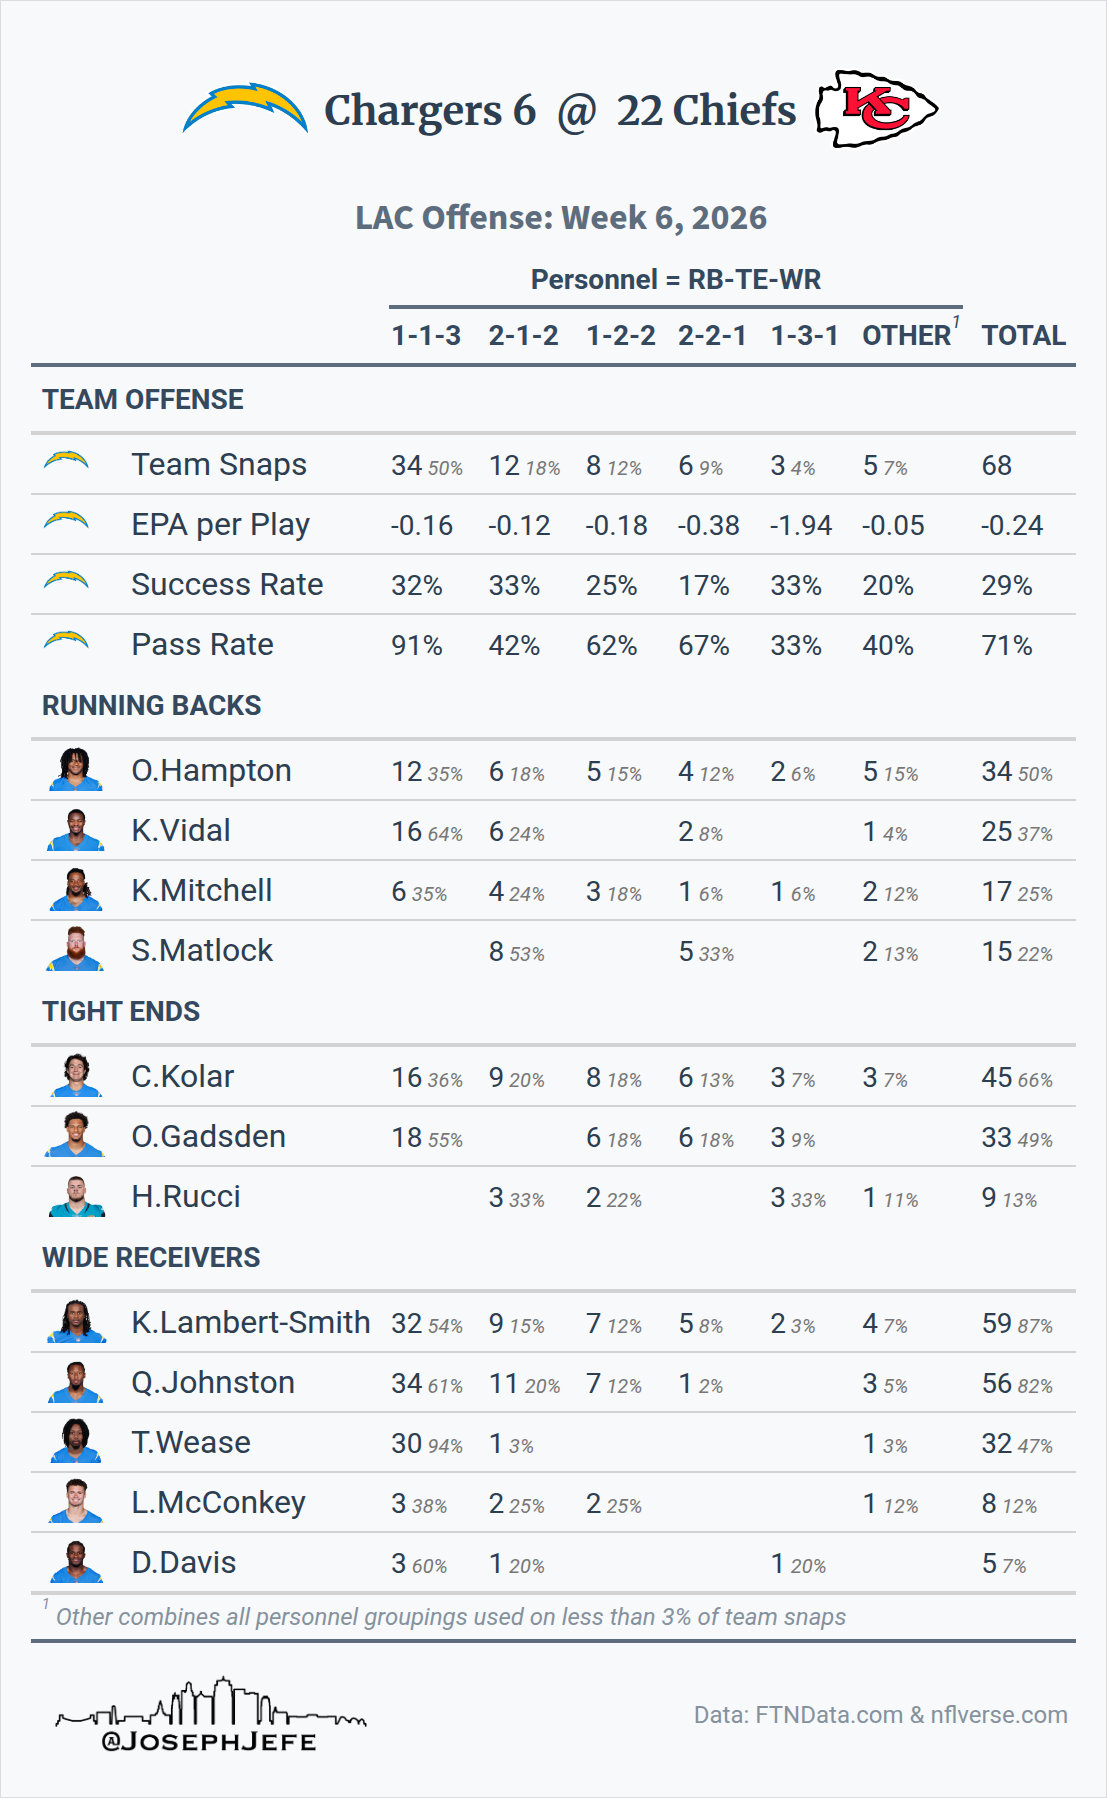 Chargers 6 @ 22 Chiefs
KC
LAC Offense: Week 6, 2026
Personnel = RB-TE-WR
1-1-3 2-1-2 1-2-2 2-2-1 1-3-1 OTHER 1 TOTAL
TEAM OFFENSE
Team Snaps 34 50% 12 18% 8 12% 6 9% 3 4% 5 7% 68
EPA per Play -0.16 -0.12 -0.18 -0.38 -1.94 -0.05 -0.24
Success Rate 32% 33% 25% 17% 33% 20% 29%
Pass Rate 91% 42% 62% 67% 33% 40% 71%
RUNNING BACKS
O.Hampton 12 35% 6 18% 5 15% 4 12% 2 6% 5 15% 34 50%
K.Vidal 16 64% 6 24% 2 8% 1 4% 25 37%
K.Mitchell 6 35% 4 24% 3 18% 1 6% 1 6% 2 12% 17 25%
S.Matlock 8 53% 5 33% 2 13% 15 22%
TIGHT ENDS
C.Kolar 16 36% 9 20% 8 18% 6 13% 3 7% 3 7% 45 66%
O.Gadsden 18 55% 6 18% 6 18% 3 9% 33 49%
H.Rucci 3 33% 2 22% 3 33% 1 11% 9 13%
WIDE RECEIVERS
K.Lambert-Smith 32 54% 9 15% 7 12% 5 8% 2 3% 4 7% 59 87%
Q.Johnston 34 61% 11 20% 7 12% 1 2% 3 5% 56 82%
T.Wease 30 94% 1 3% 1 3% 32 47%
L.McConkey 3 38% 2 25% 2 25% 1 12% 8 12%
D.Davis 3 60% 1 20% 1 20% 5 7%
1 Other combines all personnel groupings used on less than 3% of team snaps
@JOSEPHJEFE
Data: FTNData.com & nflverse.com